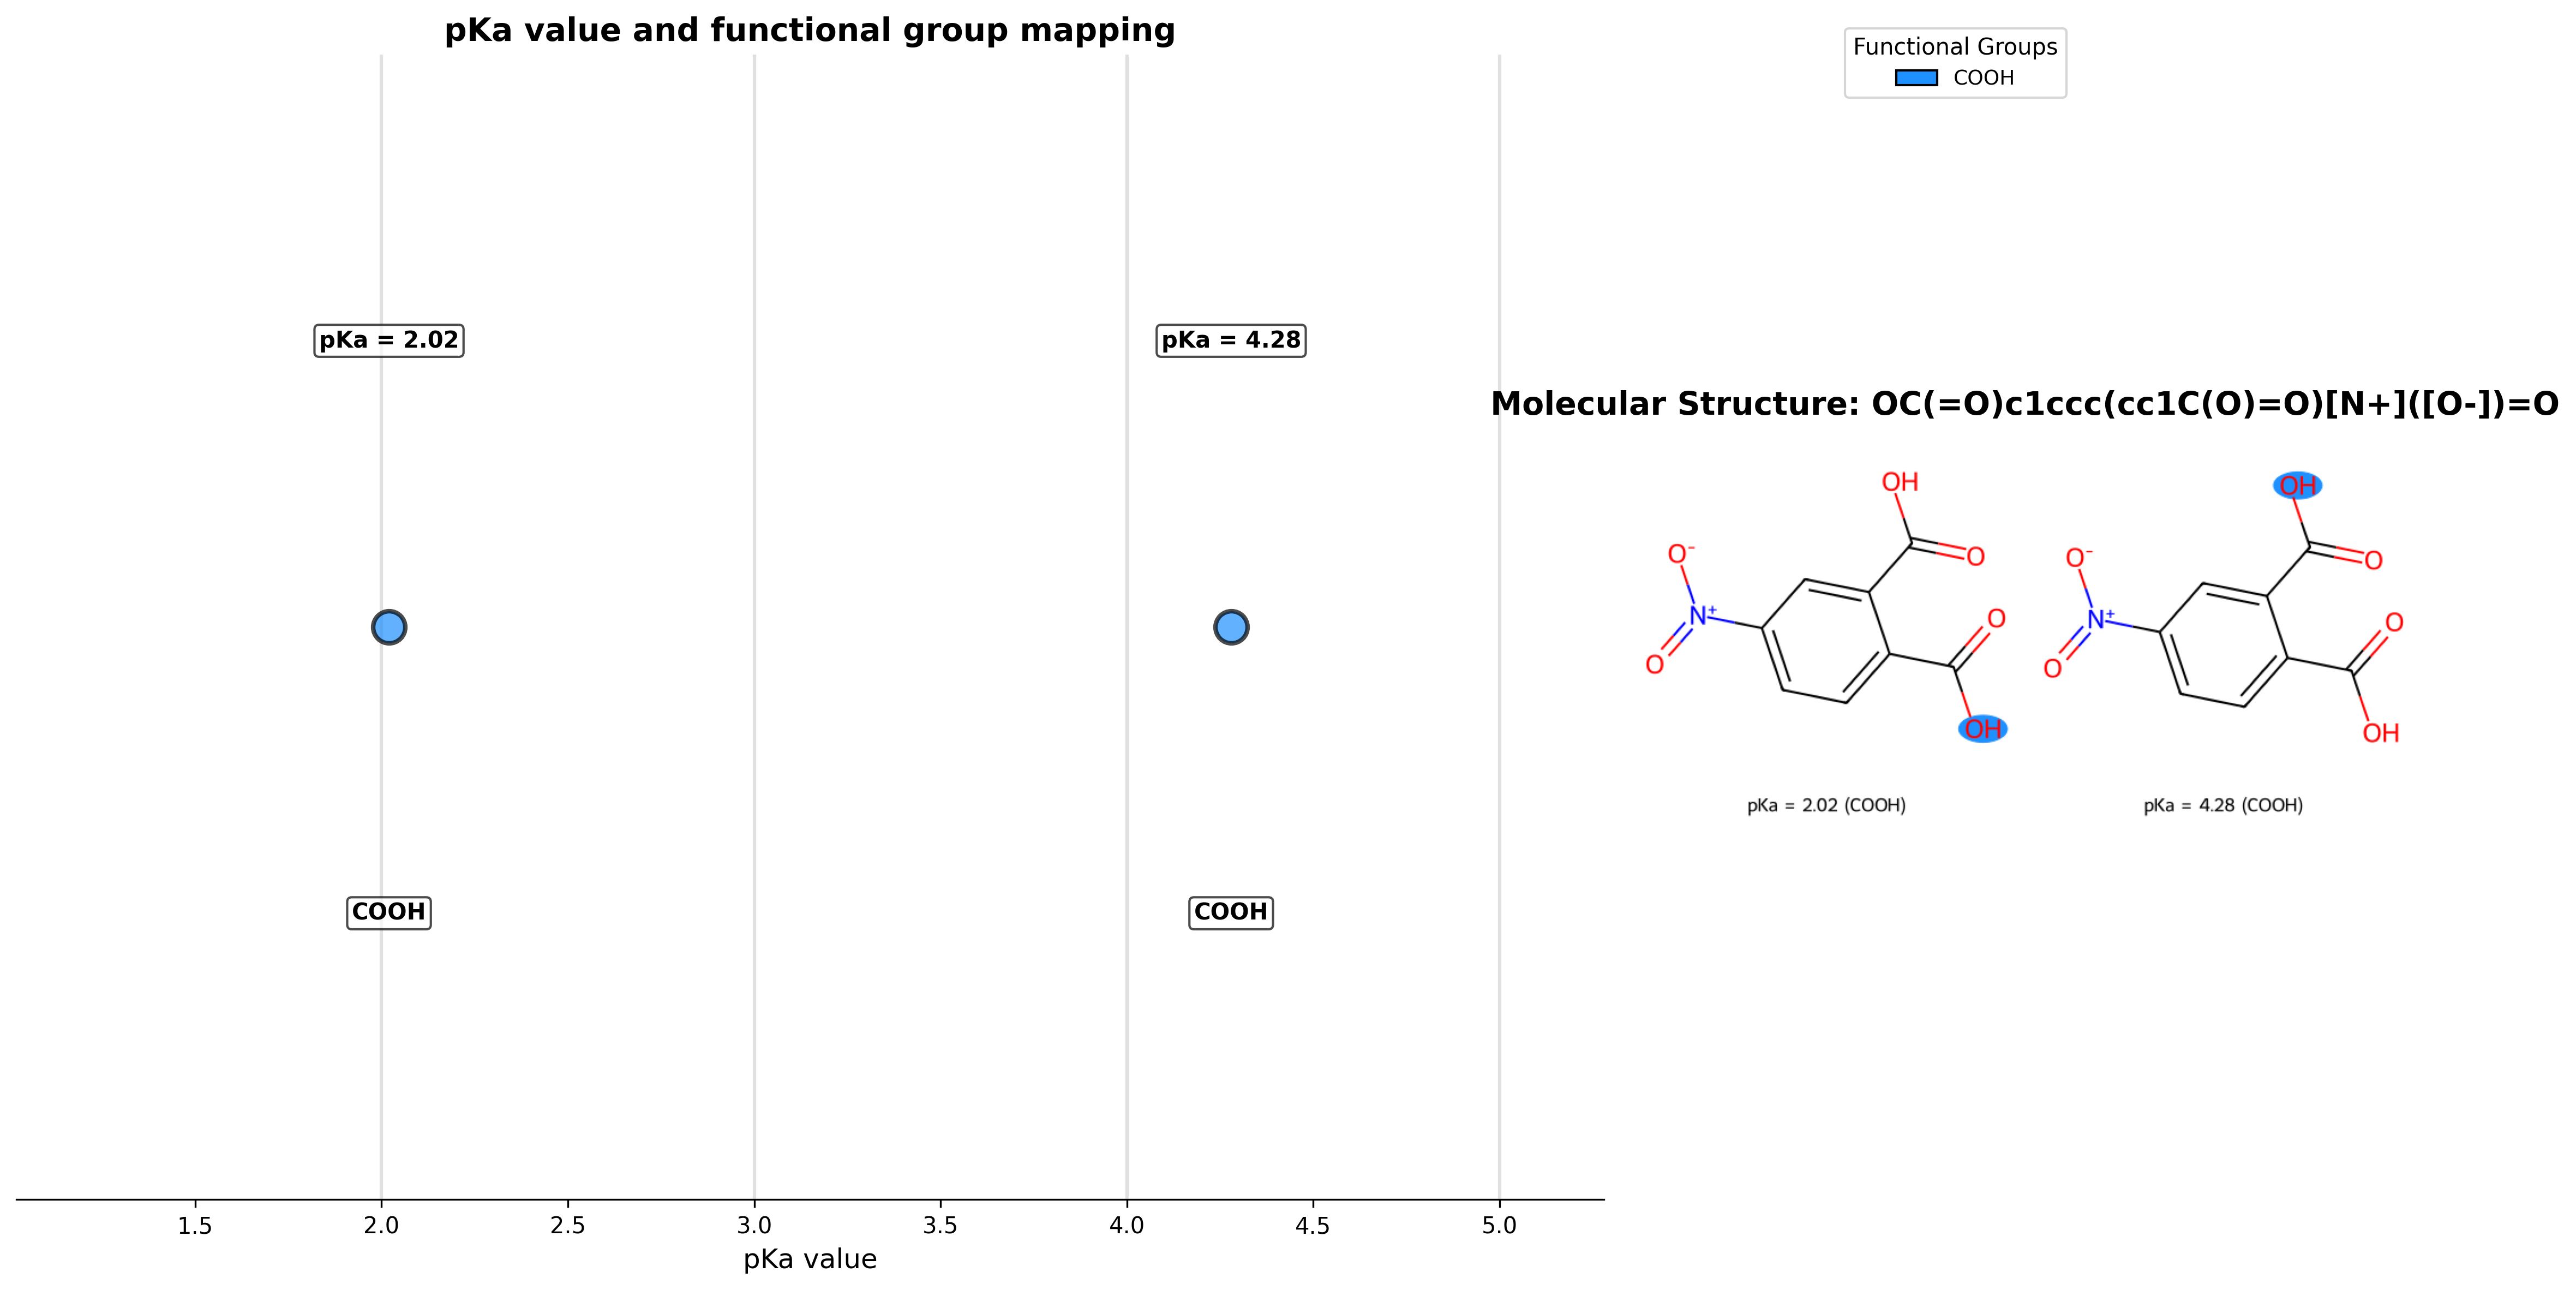 pKa value and functional group mapping
Functional Groups
COOH
pKa = 2.02
pKa = 4.28
COOH
COOH
1.5 2.0 2.5 3.0 3.5 4.0 4.5 5.0
pKa value
Molecular Structure: OC(=O)c1ccc(cc1C(O)=O)[N+]([O-])=O
OH
O⁻
O
N⁺
O
O
OH
pKa = 2.02 (COOH)
OH
O⁻
O
N⁺
O
O
OH
pKa = 4.28 (COOH)